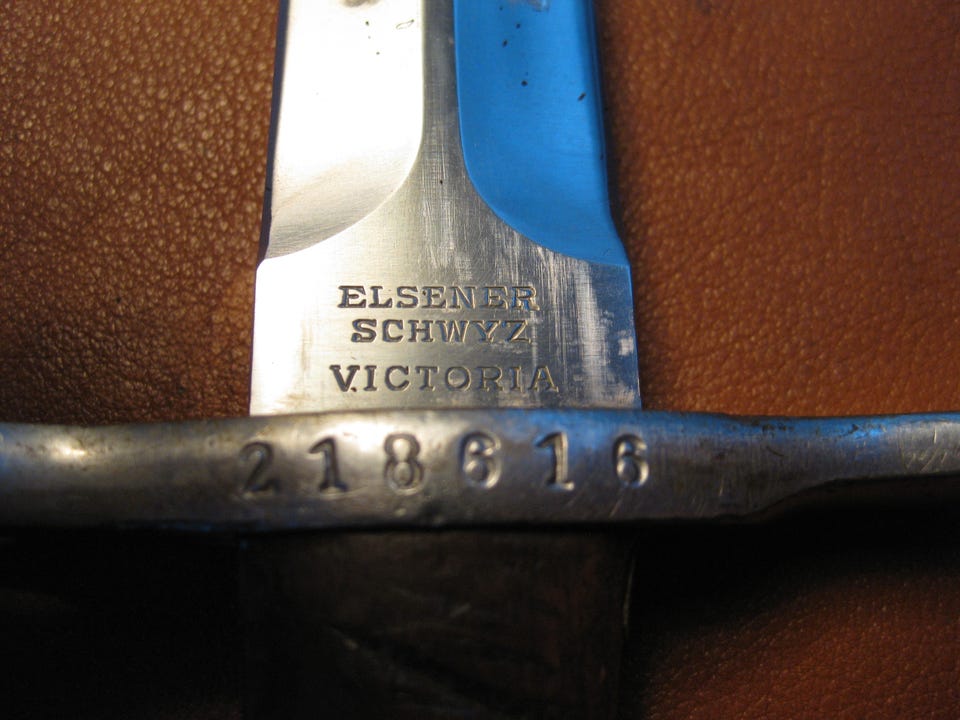 ELSENER
SCHWYZ
VICTORIA
218616